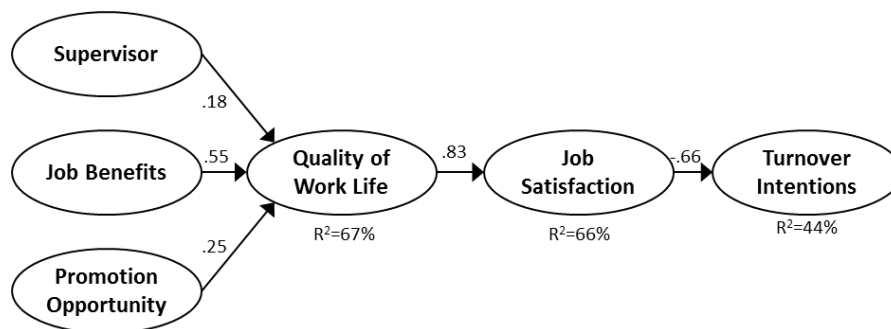 Supervisor
.18
Job Benefits
.55
Quality of
Work Life
R²=67%
.83
Job
Satisfaction
R²=66%
-.66
Turnover
Intentions
R²=44%
.25
Promotion
Opportunity